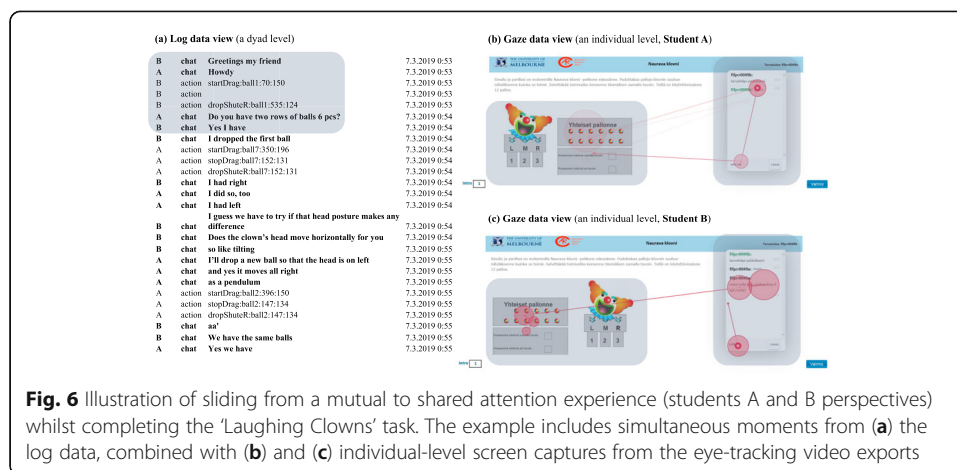 (a) Log data view (a dyad level)
B chat Greetings my friend 7.3.2019 0:53
A chat Howdy 7.3.2019 0:53
B action startDrag:ball1:70:150 7.3.2019 0:53
B action 7.3.2019 0:53
B action dropShuteR:ball1:535:124 7.3.2019 0:53
A chat Do you have two rows of balls 6 pcs? 7.3.2019 0:54
B chat Yes I have 7.3.2019 0:54
B chat I dropped the first ball 7.3.2019 0:54
A action startDrag:ball7:350:196 7.3.2019 0:54
A action stopDrag:ball7:152:131 7.3.2019 0:54
A action dropShuteR:ball7:152:131 7.3.2019 0:54
B chat I had right 7.3.2019 0:54
A chat I did so, too 7.3.2019 0:54
A chat I had left 7.3.2019 0:54
I guess we have to try if that head posture makes any
B chat difference 7.3.2019 0:54
B chat Does the clown's head move horizontally for you 7.3.2019 0:54
B chat so like tilting 7.3.2019 0:55
A chat I'll drop a new ball so that the head is on left 7.3.2019 0:55
A chat and yes it moves all right 7.3.2019 0:55
A chat as a pendulum 7.3.2019 0:55
A action startDrag:ball2:396:150 7.3.2019 0:55
A action stopDrag:ball2:147:134 7.3.2019 0:55
A action dropShuteR:ball2:147:134 7.3.2019 0:55
B chat aa' 7.3.2019 0:55
B chat We have the same balls 7.3.2019 0:55
A chat Yes we have 7.3.2019 0:55
(b) Gaze data view (an individual level, Student A)
MELBOURNE
Naurava klovni
Yhteiset pallonne
L M R
1 2 3
(c) Gaze data view (an individual level, Student B)
MELBOURNE
Naurava klovni
Yhteiset pallonne
L M R
1 2 3
Fig. 6 Illustration of sliding from a mutual to shared attention experience (students A and B perspectives)
whilst completing the 'Laughing Clowns' task. The example includes simultaneous moments from (a) the
log data, combined with (b) and (c) individual-level screen captures from the eye-tracking video exports